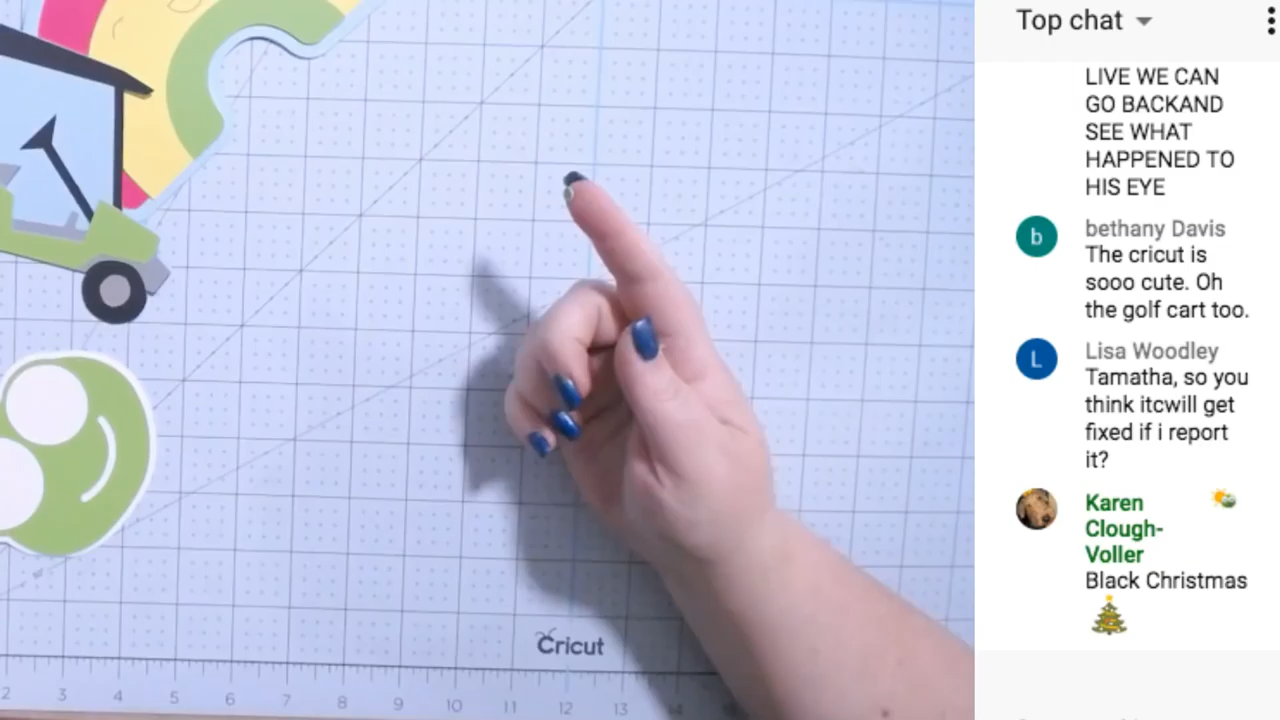 Top chat
LIVE WE CAN
GO BACKAND
SEE WHAT
HAPPENED TO
HIS EYE
b
bethany Davis
The cricut is
sooo cute. Oh
the golf cart too.
L
Lisa Woodley
Tamatha, so you
think itcwill get
fixed if i report
it?
Karen
Clough-
Voller
Black Christmas
Cricut
2 3 4 5 6 7 8 9 10 11 12 13 14